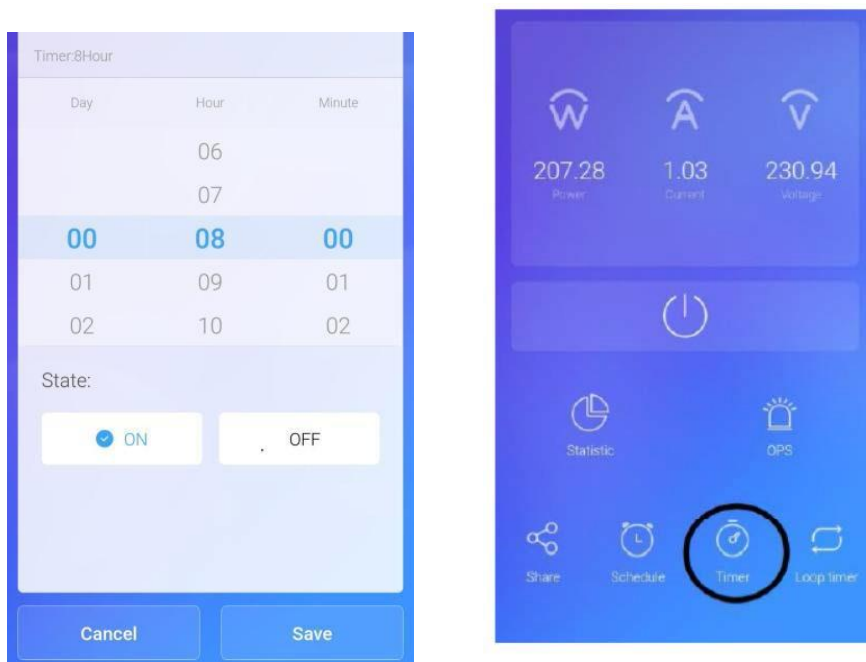 Timer:8Hour
Day Hour Minute
06
07
00 08 00
01 09 01
02 10 02
State:
ON OFF
Cancel Save
W A V
207.28 1.03 230.94
Power Current Voltage
Statistic OPS
Share Schedule Timer Loop timer